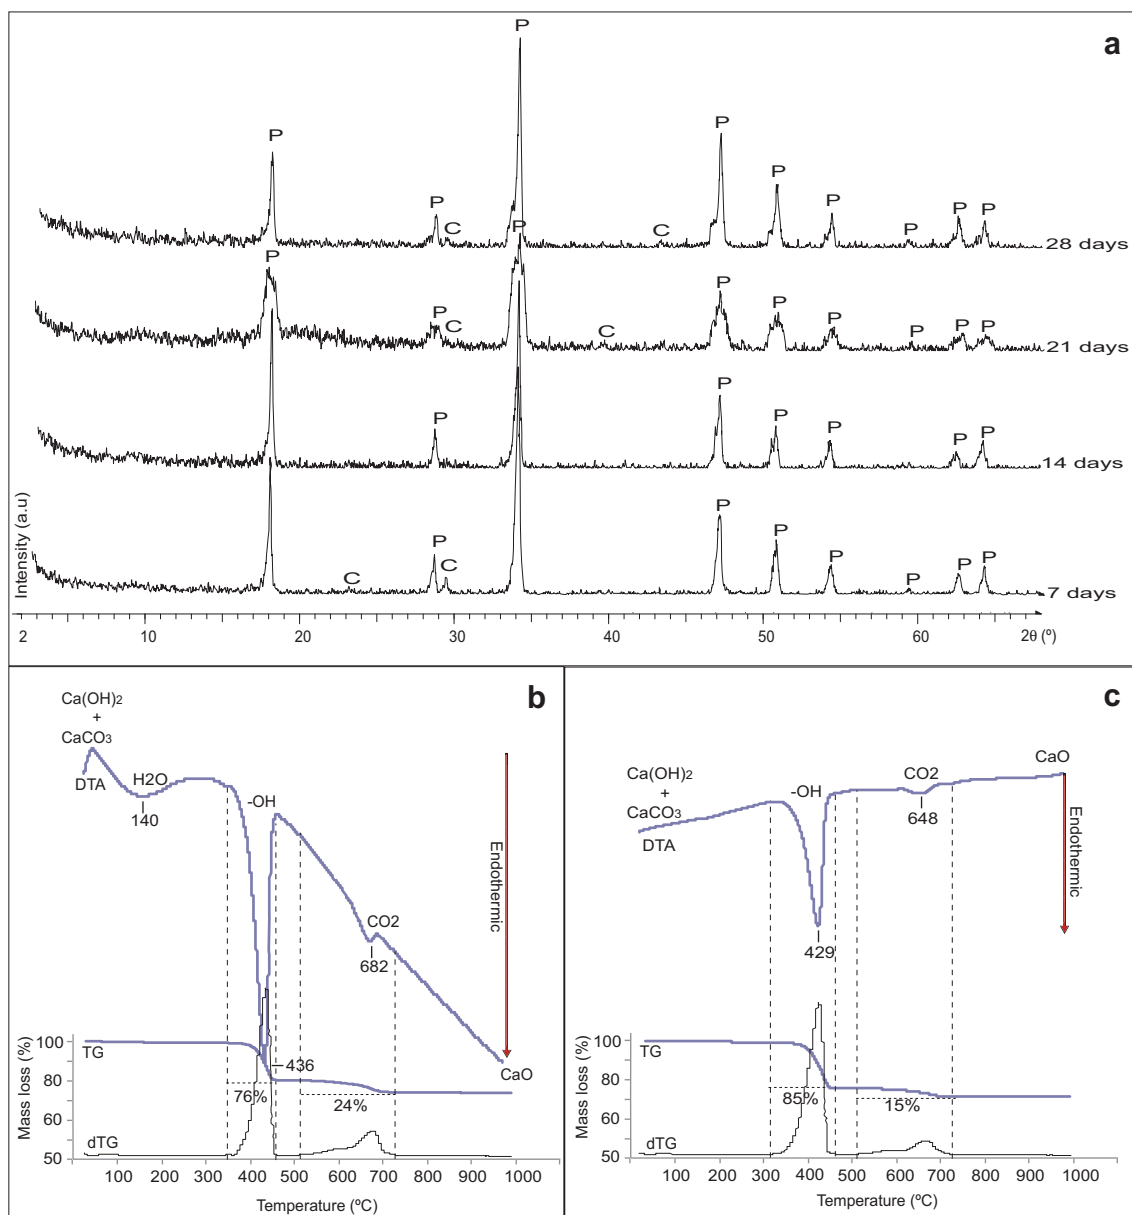 a
P
P
P
P
P
P
C
C
P
P
P
P
28 days
P
P
P
P
P
C
C
P
P
P
P
21 days
P
P
P
P
P
P
14 days
P
P
P
P
P
P
C
C
P
7 days
Intensity (a.u)
2 10 20 30 40 50 60 2θ (º)
b
Ca(OH)2
+
CaCO3
DTA
H2O
140
-OH
CO2
682
Endothermic
CaO
Mass loss (%)
100
80
60
50
TG
436
76%
24%
dTG
100 200 300 400 500 600 700 800 900 1000
Temperature (ºC)
c
CaO
Ca(OH)2
+
CaCO3
DTA
-OH
CO2
648
429
Endothermic
Mass loss (%)
100
80
60
50
TG
85%
15%
dTG
100 200 300 400 500 600 700 800 900 1000
Temperature (ºC)